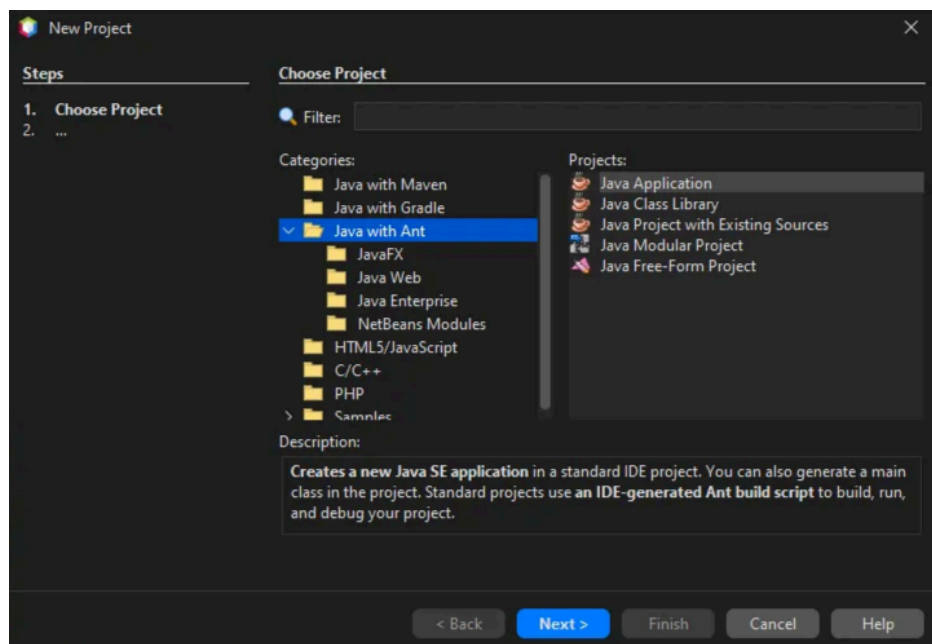 New Project
Steps
1. Choose Project
2. ...
Choose Project
Filter:
Categories:
Java with Maven
Java with Gradle
Java with Ant
JavaFX
Java Web
Java Enterprise
NetBeans Modules
HTML5/JavaScript
C/C++
PHP
Samples
Projects:
Java Application
Java Class Library
Java Project with Existing Sources
Java Modular Project
Java Free-Form Project
Description:
Creates a new Java SE application in a standard IDE project. You can also generate a main
class in the project. Standard projects use an IDE-generated Ant build script to build, run,
and debug your project.
< Back
Next >
Finish
Cancel
Help